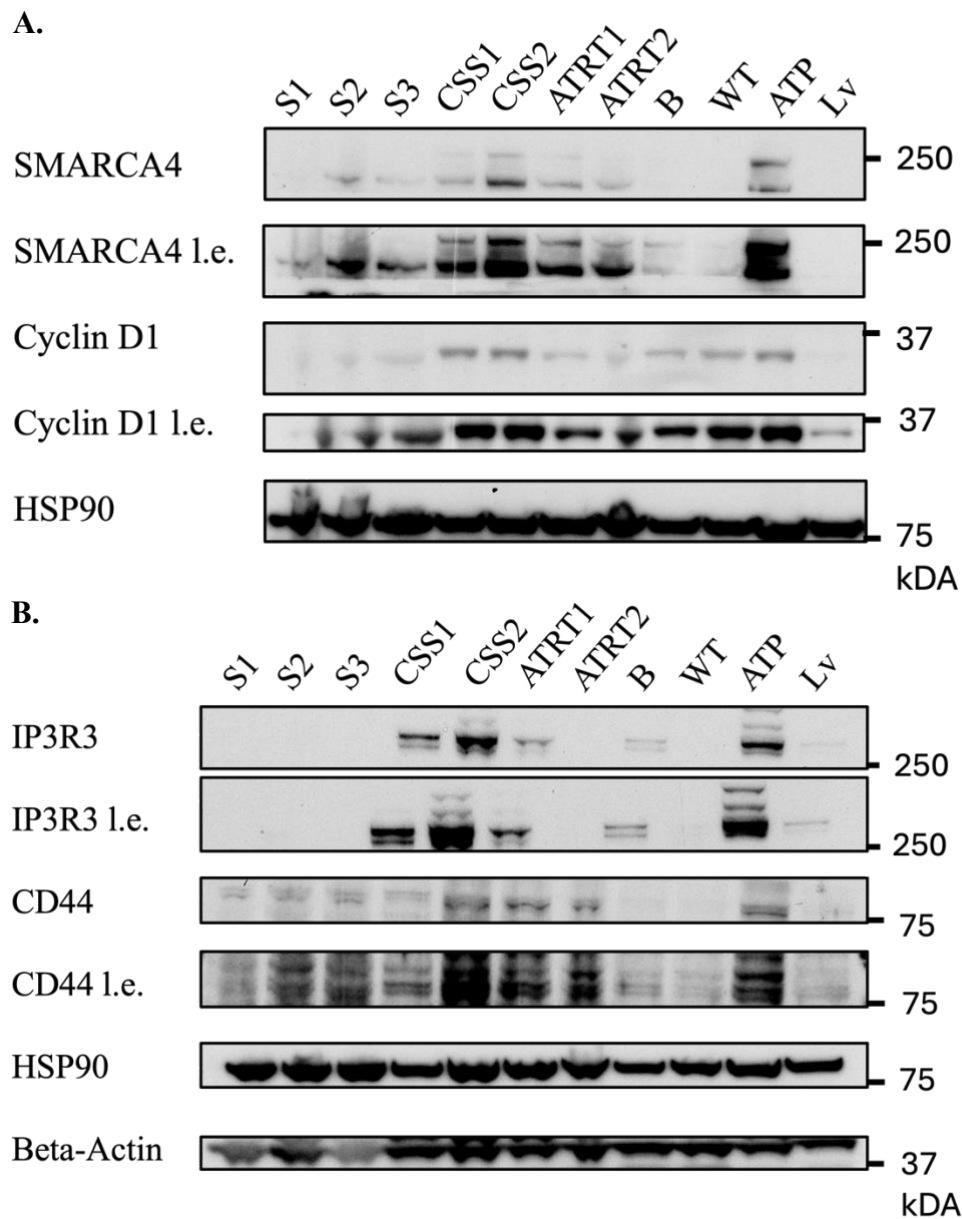 A.
S1 S2 S3 CSS1 CSS2 ATRT1 ATRT2 B WT ATP Lv
SMARCA4 250
SMARCA4 l.e. 250
Cyclin D1 37
Cyclin D1 l.e. 37
HSP90 75
kDA
B.
S1 S2 S3 CSS1 CSS2 ATRT1 ATRT2 B WT ATP Lv
IP3R3 250
IP3R3 l.e. 250
CD44 75
CD44 l.e. 75
HSP90 75
Beta-Actin 37
kDA